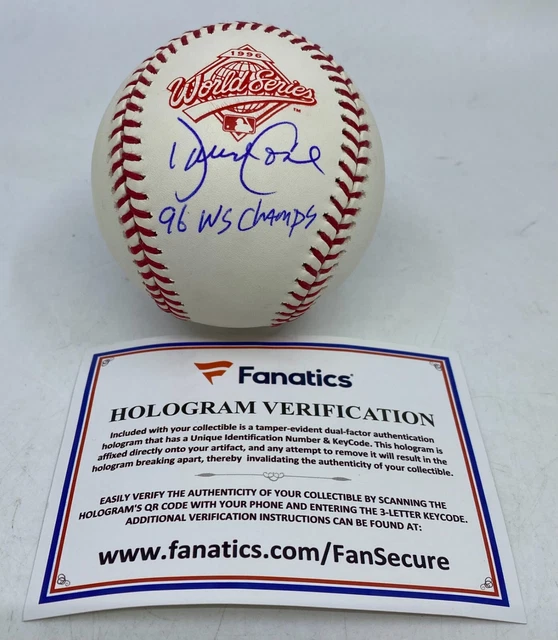 1996
World Series
TM
David Cone
96 WS Champs
Fanatics
HOLOGRAM VERIFICATION
Included with your collectible is a tamper-evident dual-factor authentication
hologram that has a Unique Identification Number & KeyCode. This hologram is
affixed directly onto your artifact, and any attempt to remove it will result in the
hologram breaking apart, thereby invalidating the authenticity of your collectible.
EASILY VERIFY THE AUTHENTICITY OF YOUR COLLECTIBLE BY SCANNING THE
HOLOGRAM'S QR CODE WITH YOUR PHONE AND ENTERING THE 3-LETTER KEYCODE.
ADDITIONAL VERIFICATION INSTRUCTIONS CAN BE FOUND AT:
www.fanatics.com/FanSecure